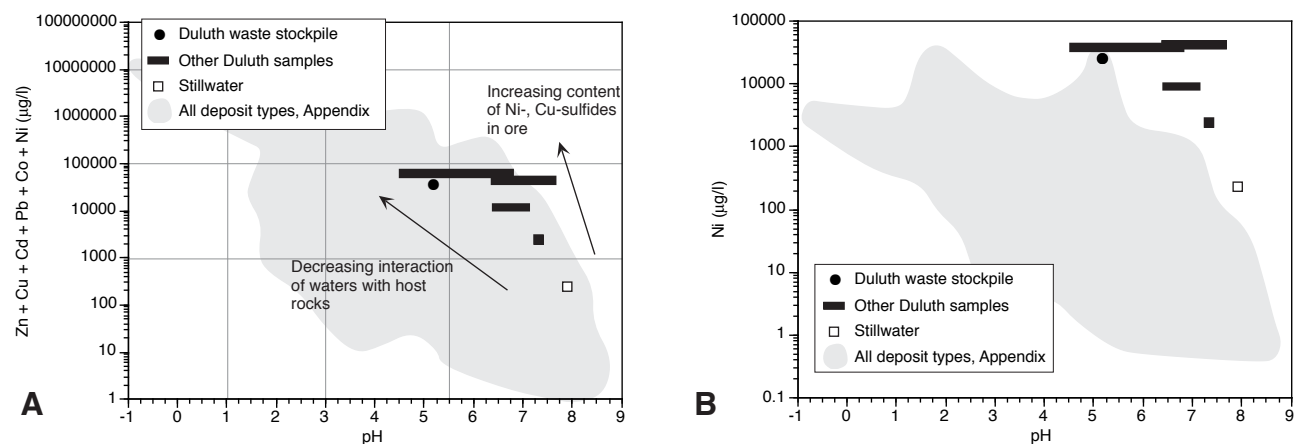 100000000
10000000
1000000
100000
10000
1000
100
10
1
Zn + Cu + Cd + Pb + Co + Ni (µg/l)
Duluth waste stockpile
Other Duluth samples
Stillwater
All deposit types, Appendix
Increasing content
of Ni-, Cu-sulfides
in ore
Decreasing interaction
of waters with host
rocks
-1 0 1 2 3 4 5 6 7 8 9
pH
A
100000
10000
1000
100
10
1
0.1
Ni (µg/l)
Duluth waste stockpile
Other Duluth samples
Stillwater
All deposit types, Appendix
-1 0 1 2 3 4 5 6 7 8 9
pH
B